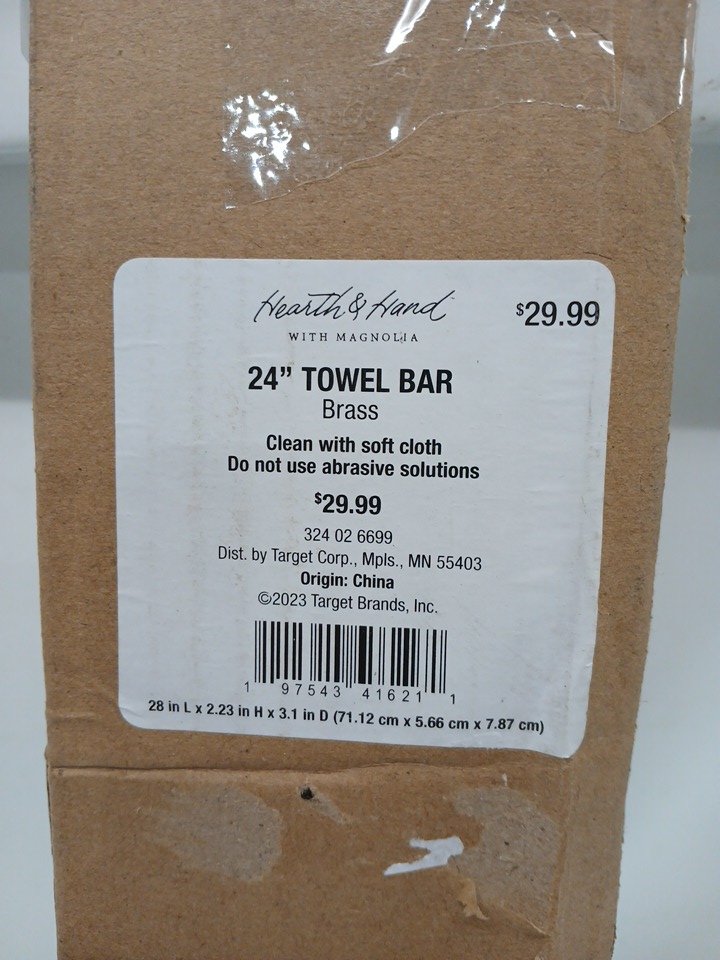 Hearth & Hand
WITH MAGNOLIA
$29.99
24” TOWEL BAR
Brass
Clean with soft cloth
Do not use abrasive solutions
$29.99
324 02 6699
Dist. by Target Corp., Mpls., MN 55403
Origin: China
©2023 Target Brands, Inc.
1 97543 41621 1
28 in L x 2.23 in H x 3.1 in D (71.12 cm x 5.66 cm x 7.87 cm)